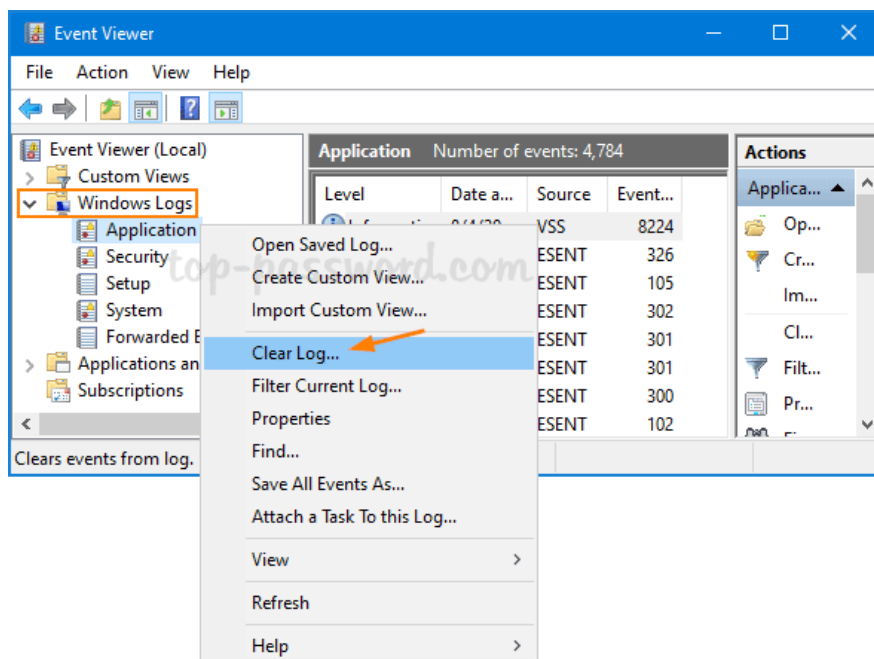 Event Viewer
File Action View Help
Event Viewer (Local)
Custom Views
Windows Logs
Application
Security
Setup
System
Forwarded E
Applications an
Subscriptions
Clears events from log.
Application Number of events: 4,784
Level Date a... Source Event...
VSS 8224
ESENT 326
ESENT 105
ESENT 302
ESENT 301
ESENT 301
ESENT 300
ESENT 102
Actions
Applica...
Op...
Cr...
Im...
Cl...
Filt...
Pr...
Open Saved Log...
Create Custom View...
Import Custom View...
Clear Log...
Filter Current Log...
Properties
Find...
Save All Events As...
Attach a Task To this Log...
View
Refresh
Help
top-password.com